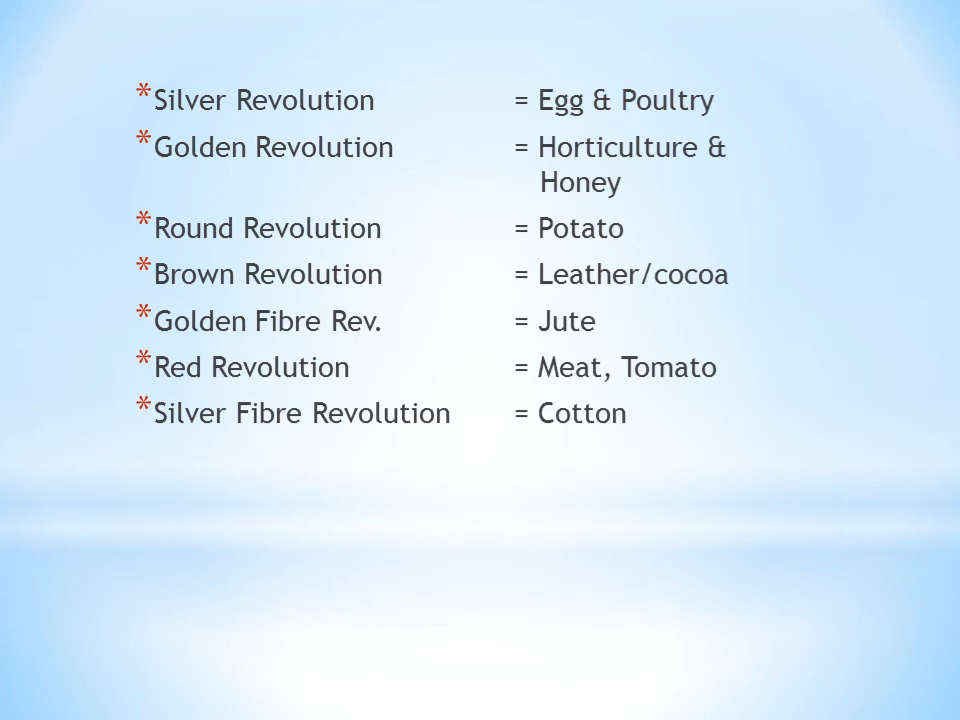 * Silver Revolution = Egg & Poultry
* Golden Revolution = Horticulture &
Honey
* Round Revolution = Potato
* Brown Revolution = Leather/cocoa
* Golden Fibre Rev. = Jute
* Red Revolution = Meat, Tomato
* Silver Fibre Revolution = Cotton